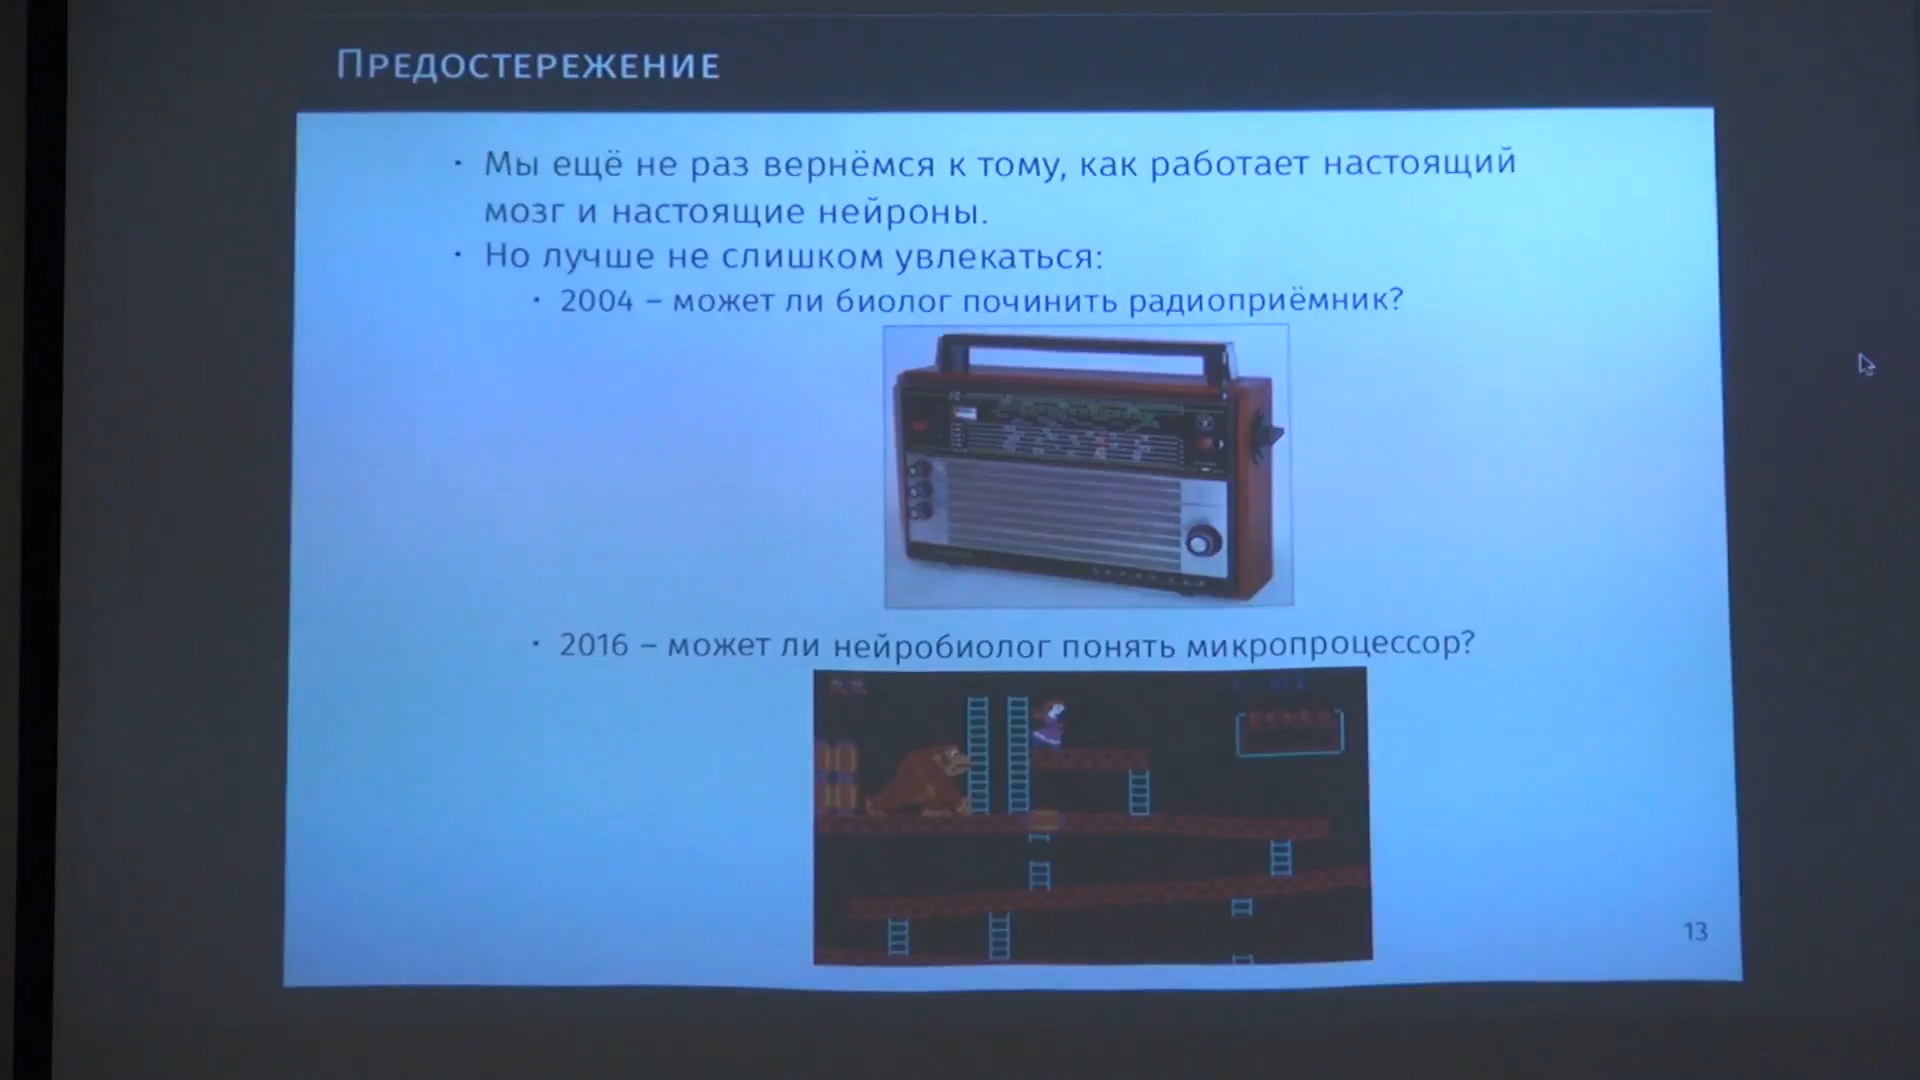 Предостережение
· Мы ещё не раз вернёмся к тому, как работает настоящий
мозг и настоящие нейроны.
· Но лучше не слишком увлекаться:
· 2004 – может ли биолог починить радиоприёмник?
· 2016 – может ли нейробиолог понять микропроцессор?
13